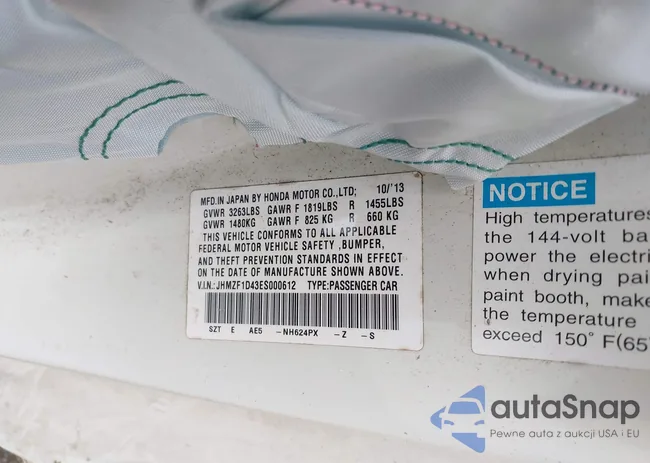 MFD.IN JAPAN BY HONDA MOTOR CO.,LTD; 10/'13
GVWR 3263LBS GAWR F 1819LBS R 1455LBS
GVWR 1480KG GAWR F 825 KG R 660 KG
THIS VEHICLE CONFORMS TO ALL APPLICABLE
FEDERAL MOTOR VEHICLE SAFETY ,BUMPER,
AND THEFT PREVENTION STANDARDS IN EFFECT
ON THE DATE OF MANUFACTURE SHOWN ABOVE.
V.I.N.:JHMZF1D43ES000612 TYPE:PASSENGER CAR
SZT E AE5 -NH624PX -Z -S
NOTICE
High temperatures
the 144-volt ba
power the electri
when drying pai
paint booth, make
the temperature
exceed 150° F(65
autaSnap
Pewne auta z aukcji USA i EU